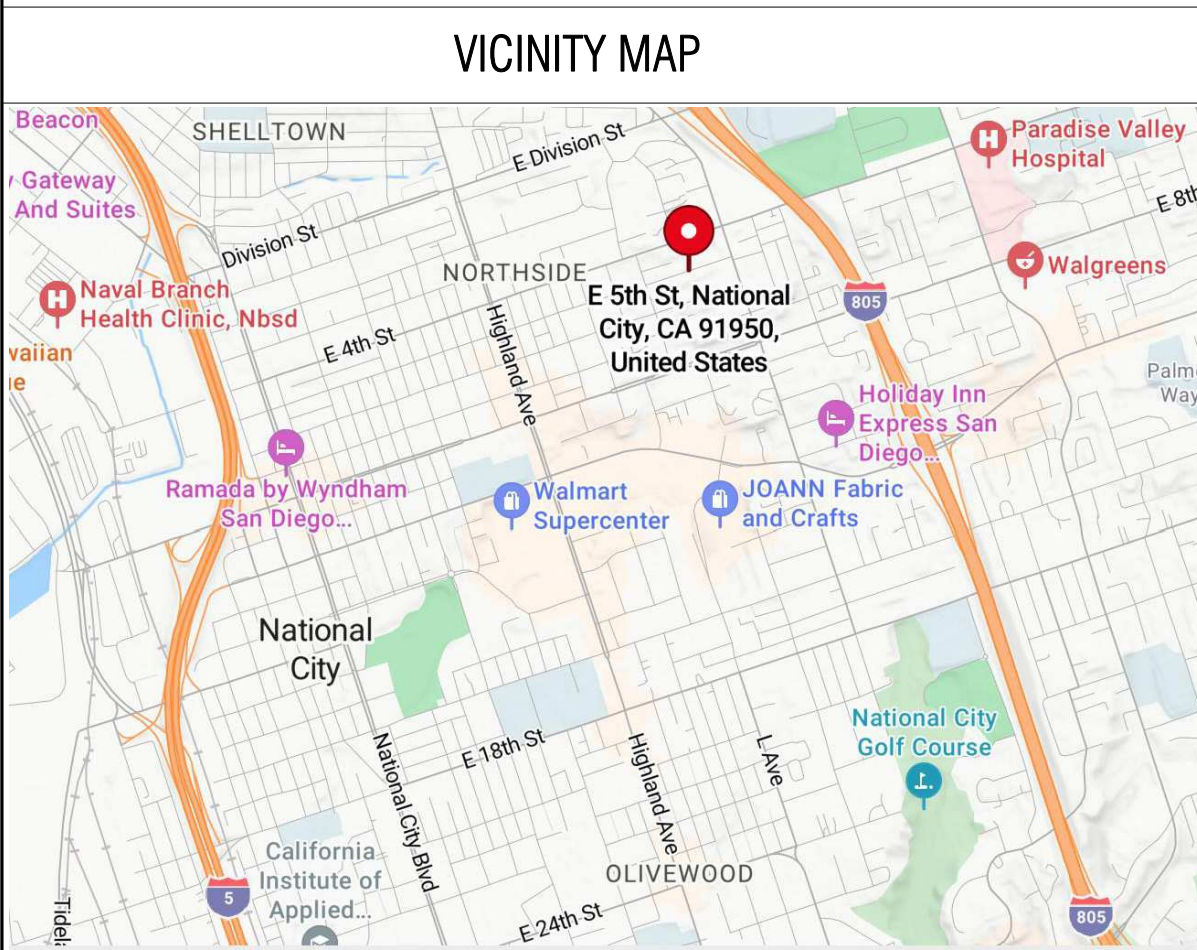 VICINITY MAP
Beacon
SHELLTOWN
E Division St
Paradise Valley
Hospital
Gateway
And Suites
E 8th
Division St
NORTHSIDE
Walgreens
Naval Branch
Health Clinic, Nbsd
E 5th St, National
City, CA 91950,
United States
805
E 4th St
Highland Ave
waiian
Palm
Way
Holiday Inn
Express San
Diego...
Ramada by Wyndham
San Diego...
Walmart
Supercenter
JOANN Fabric
and Crafts
National
City
National City
Golf Course
E 18th St
National City Blvd
Highland Ave
L Ave
California
Institute of
Applied...
OLIVEWOOD
5
E 24th St
805